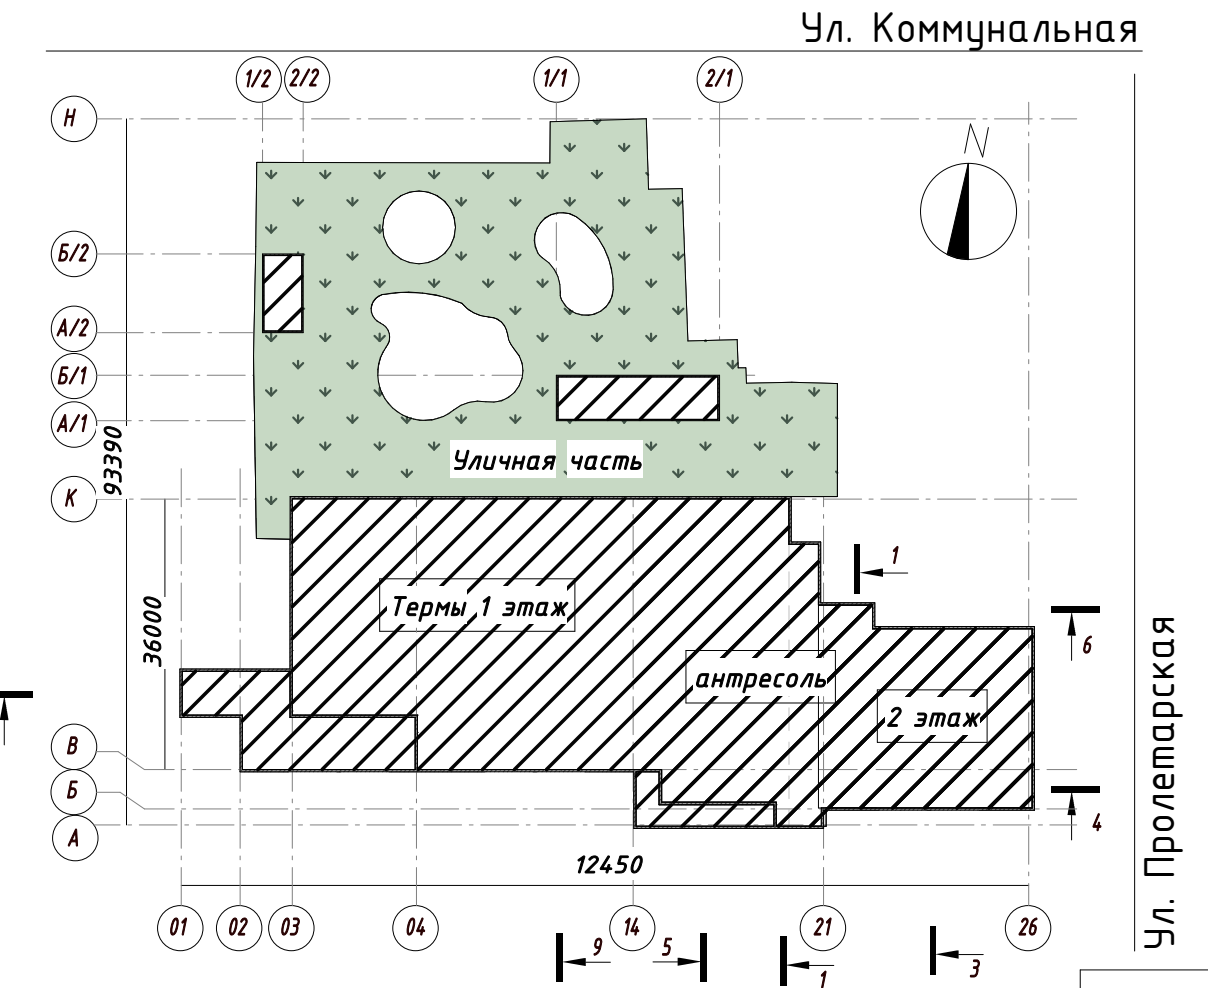 Ул. Коммунальная
1/2 2/2 1/1 2/1
Н
N
Б/2
А/2
Б/1
А/1
93390
Уличная часть
К
1
Термы 1 этаж
36000
6
антресоль
2 этаж
В
Б
4
А
Ул. Пролетарская
12450
01 02 03 04 14 21 26
9 5 1 3